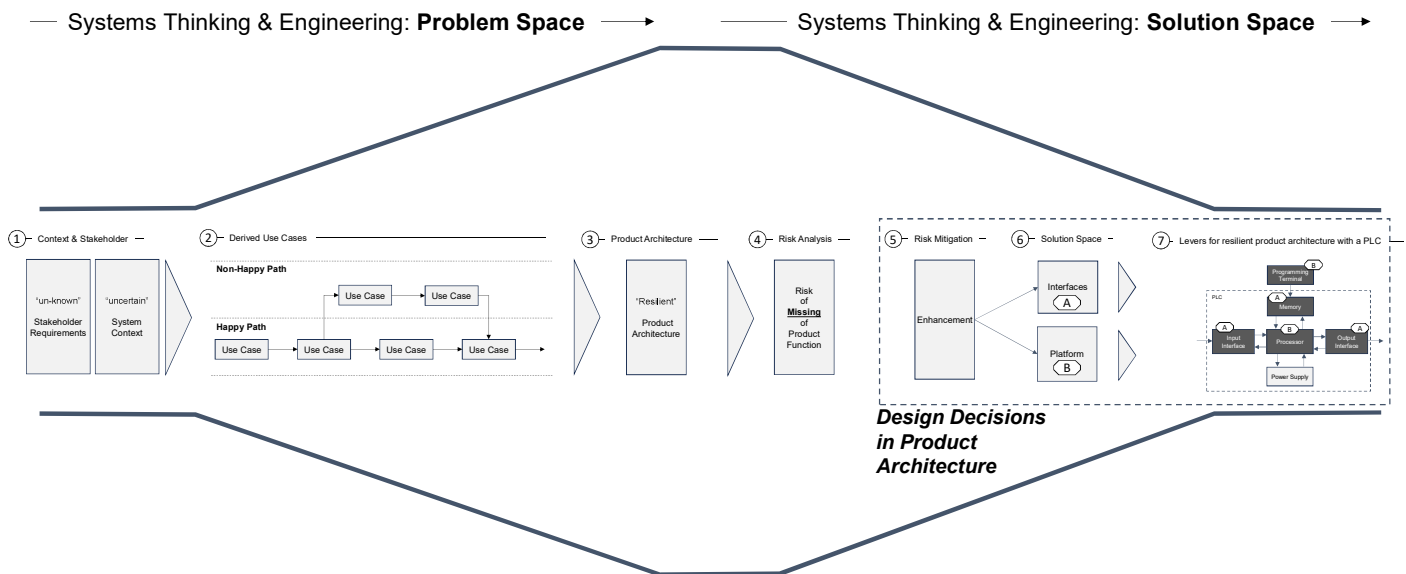 Systems Thinking & Engineering: Problem Space
Systems Thinking & Engineering: Solution Space
1 Context & Stakeholder
"un-known"
Stakeholder
Requirements
"uncertain"
System
Context
2 Derived Use Cases
Non-Happy Path
Use Case
Use Case
Happy Path
Use Case
Use Case
Use Case
Use Case
3 Product Architecture
"Resilient"
Product
Architecture
4 Risk Analysis
Risk
of
Missing
of
Product
Function
5 Risk Mitigation
Enhancement
6 Solution Space
Interfaces
A
Platform
B
7 Levers for resilient product architecture with a PLC
B
Programming
Terminal
PLC
A
Memory
A
Input
Interface
B
Processor
A
Output
Interface
Power Supply
Design Decisions
in Product
Architecture